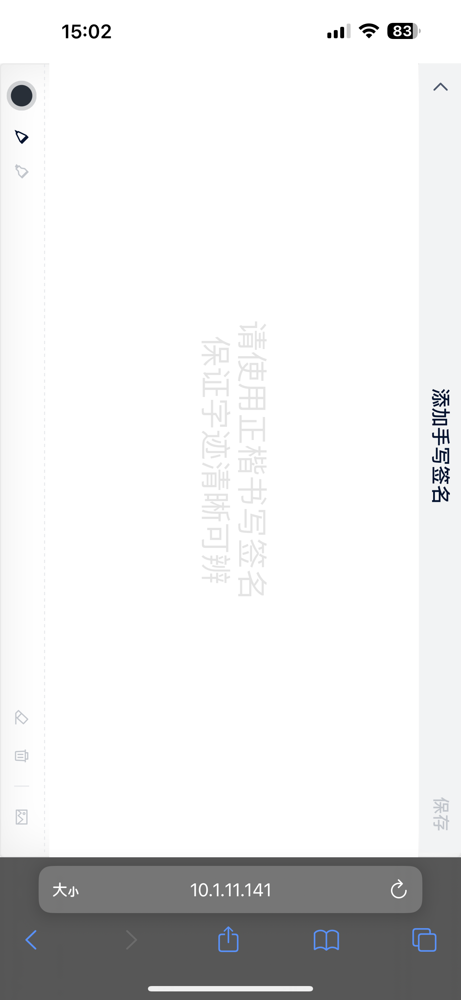 15:02
83
添加手写签名
保存
请使用正楷书写签名
保证字迹清晰可辨
大小
10.1.11.141